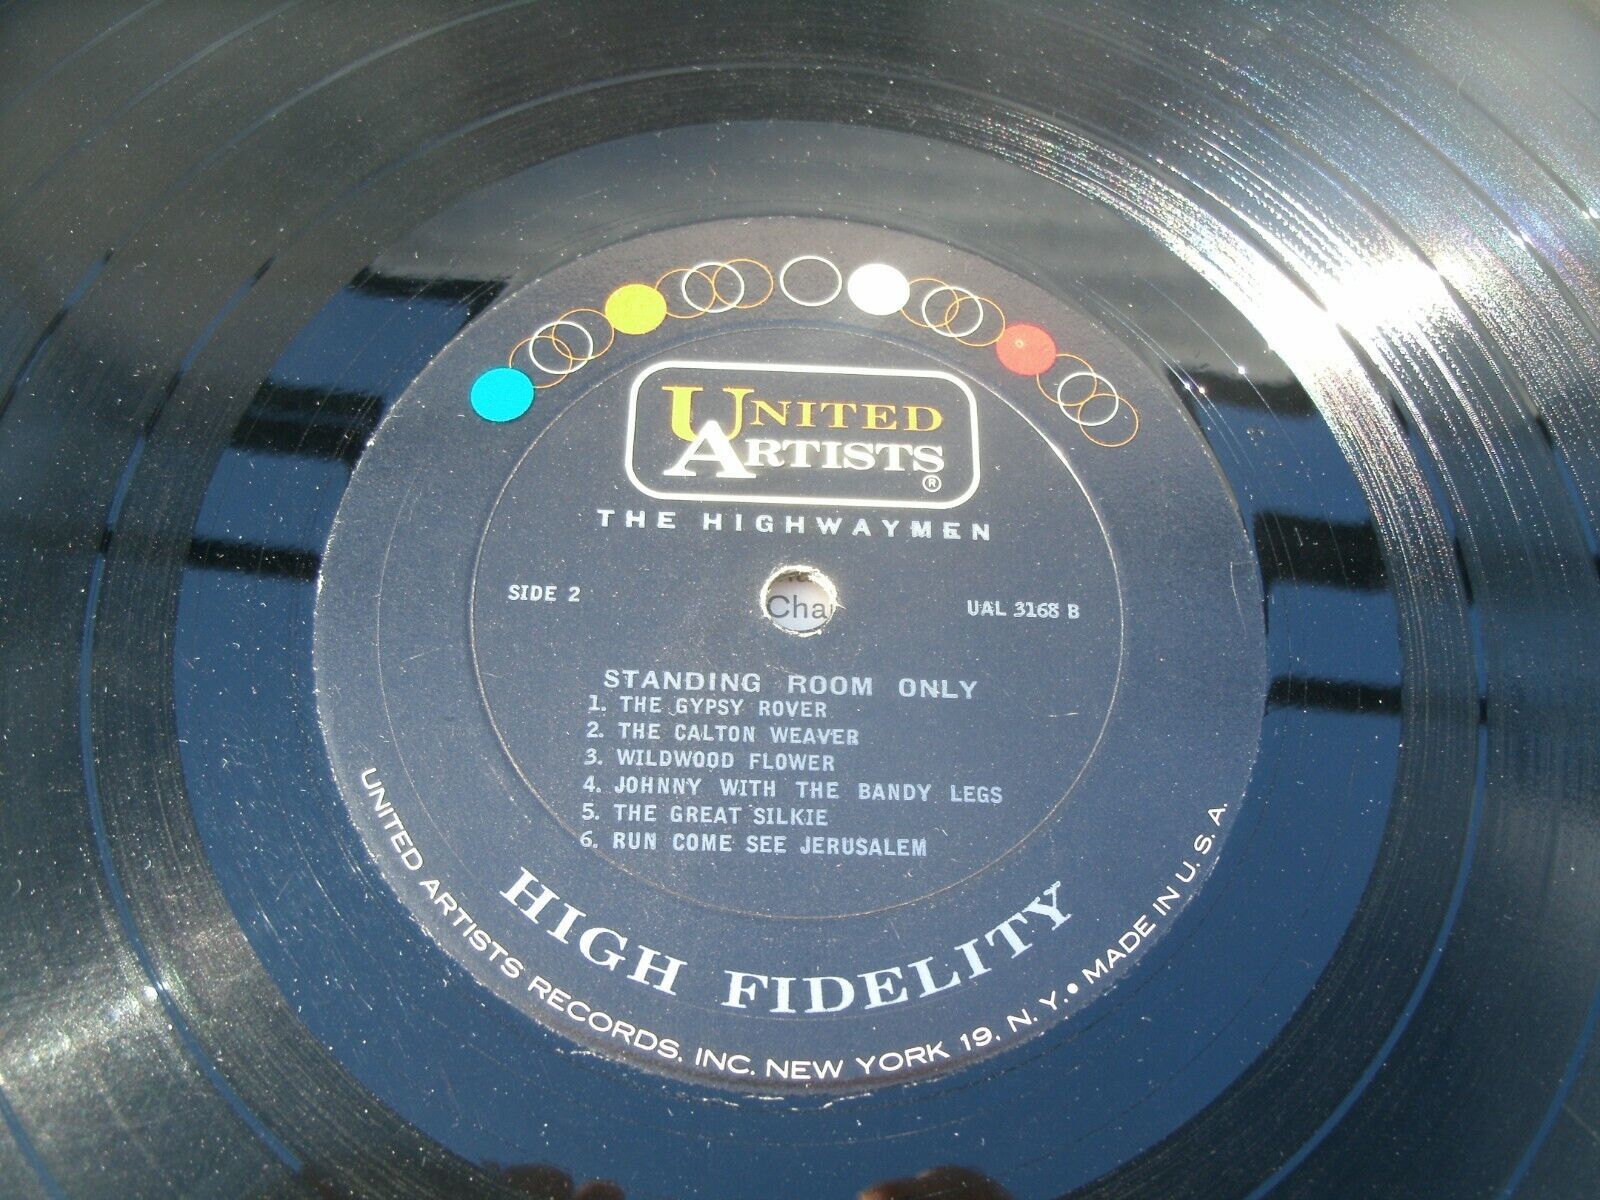 UNITED
ARTISTS
®
THE HIGHWAYMEN
SIDE 2
UAL 3168 B
Cha
STANDING ROOM ONLY
1. THE GYPSY ROVER
2. THE CALTON WEAVER
3. WILDWOOD FLOWER
4. JOHNNY WITH THE BANDY LEGS
5. THE GREAT SILKIE
6. RUN COME SEE JERUSALEM
HIGH FIDELITY
UNITED ARTISTS RECORDS, INC. NEW YORK 19, N. Y. • MADE IN U. S. A.